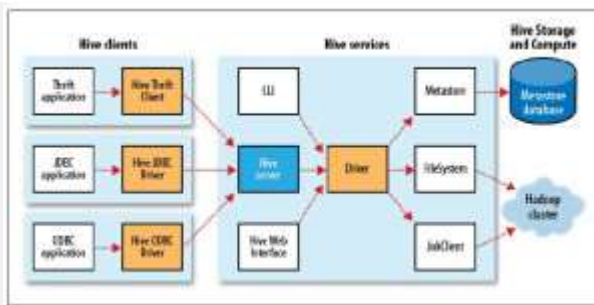 Hive clients
Hive services
Hive Storage
and Compute
Thrift
application
Hive Thrift
Client
CLI
Metastore
Metastore
database
JDBC
application
Hive JDBC
Driver
Hive
server
Driver
FileSystem
Hadoop
cluster
ODBC
application
Hive ODBC
Driver
Hive Web
Interface
JobClient